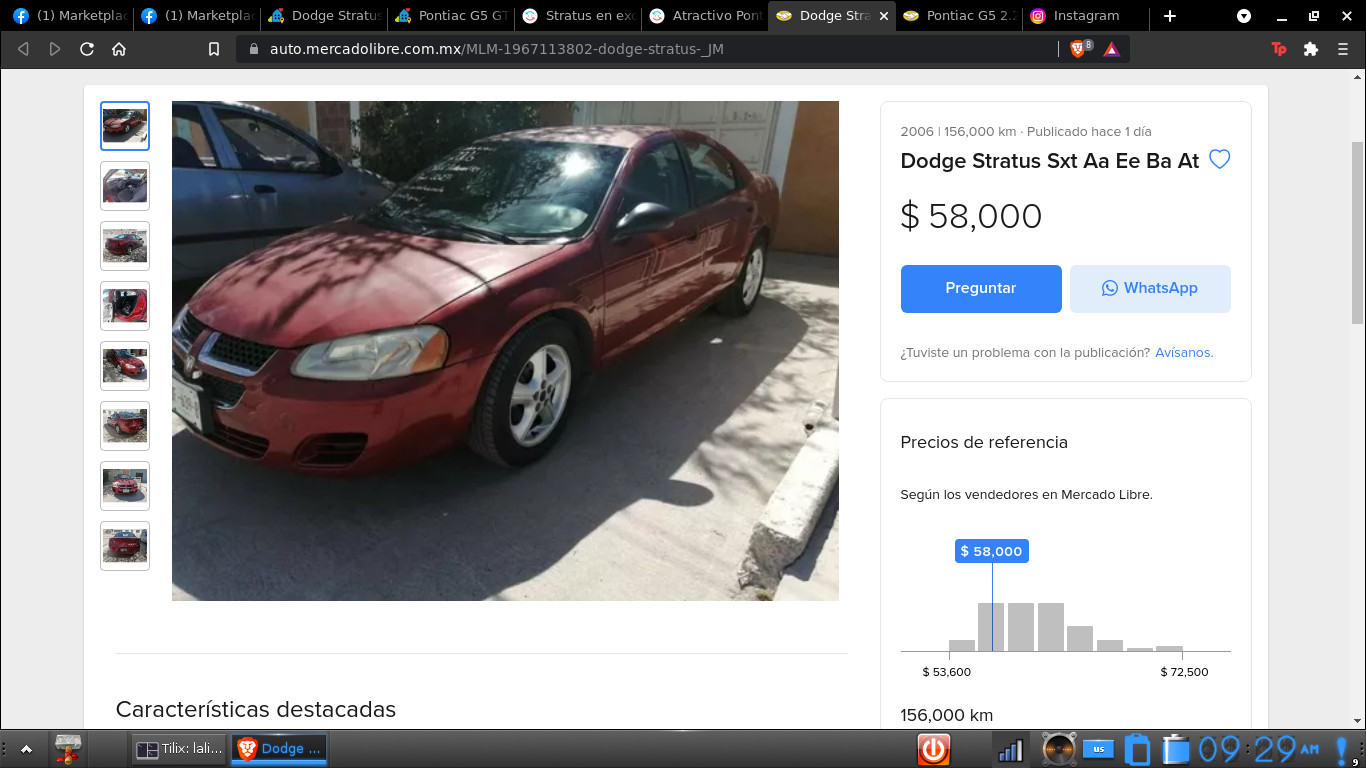 (1) Marketplac
(1) Marketplac
Dodge Stratus
Pontiac G5 GT
Stratus en exc
Atractivo Pont
Dodge Stra
Pontiac G5 2.2
Instagram
auto.mercadolibre.com.mx/MLM-1967113802-dodge-stratus-_JM
8
Tp
2006 | 156,000 km · Publicado hace 1 día
Dodge Stratus Sxt Aa Ee Ba At
$ 58,000
Preguntar
WhatsApp
¿Tuviste un problema con la publicación? Avísanos.
Precios de referencia
Según los vendedores en Mercado Libre.
$ 58,000
$ 53,600
$ 72,500
156,000 km
Características destacadas
Tilix: lali...
Dodge ...
us
09:29 AM
9